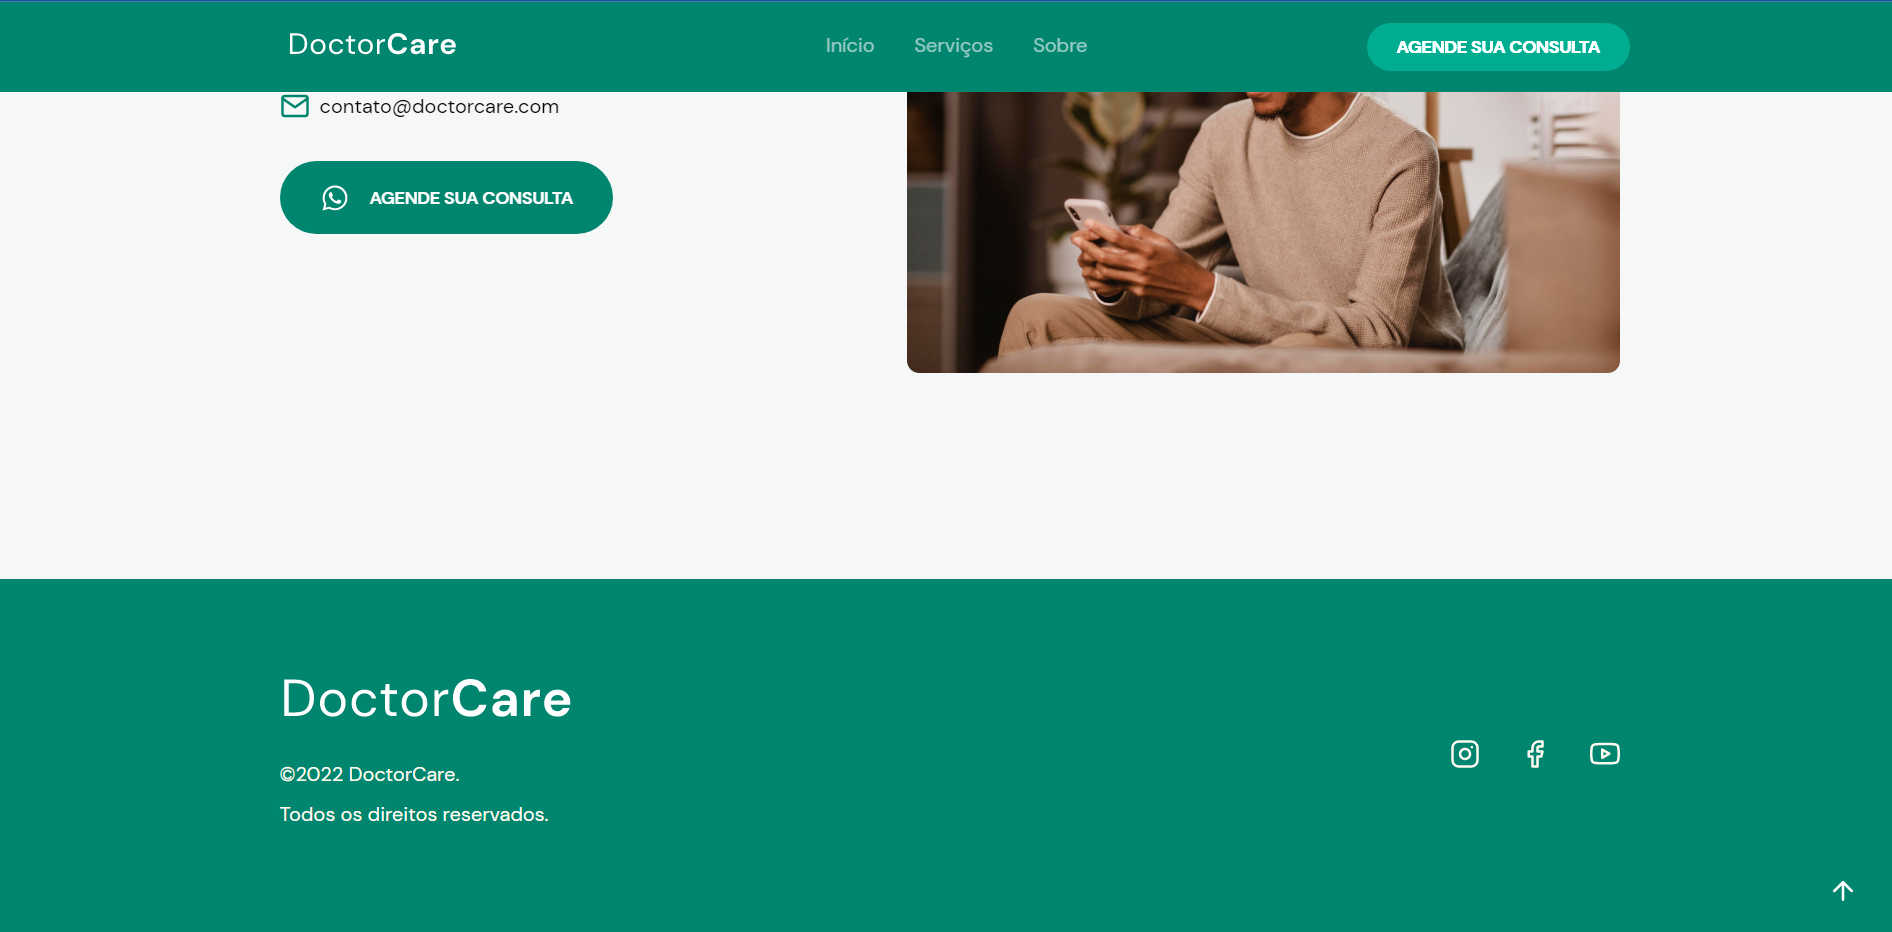 DoctorCare
Início Serviços Sobre
AGENDE SUA CONSULTA
contato@doctorcare.com
AGENDE SUA CONSULTA
DoctorCare
©2022 DoctorCare.
Todos os direitos reservados.